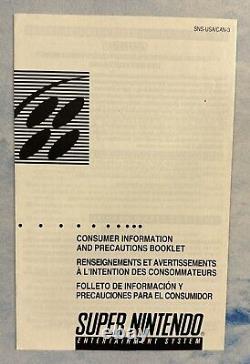 SNS-USA/CAN-3
CONSUMER INFORMATION
AND PRECAUTIONS BOOKLET
RENSEIGNEMENTS ET AVERTISSEMENTS
À L'INTENTION DES CONSOMMATEURS
FOLLETO DE INFORMACIÓN Y
PRECAUCIONES PARA EL CONSUMIDOR
SUPER NINTENDO
ENTERTAINMENT SYSTEM